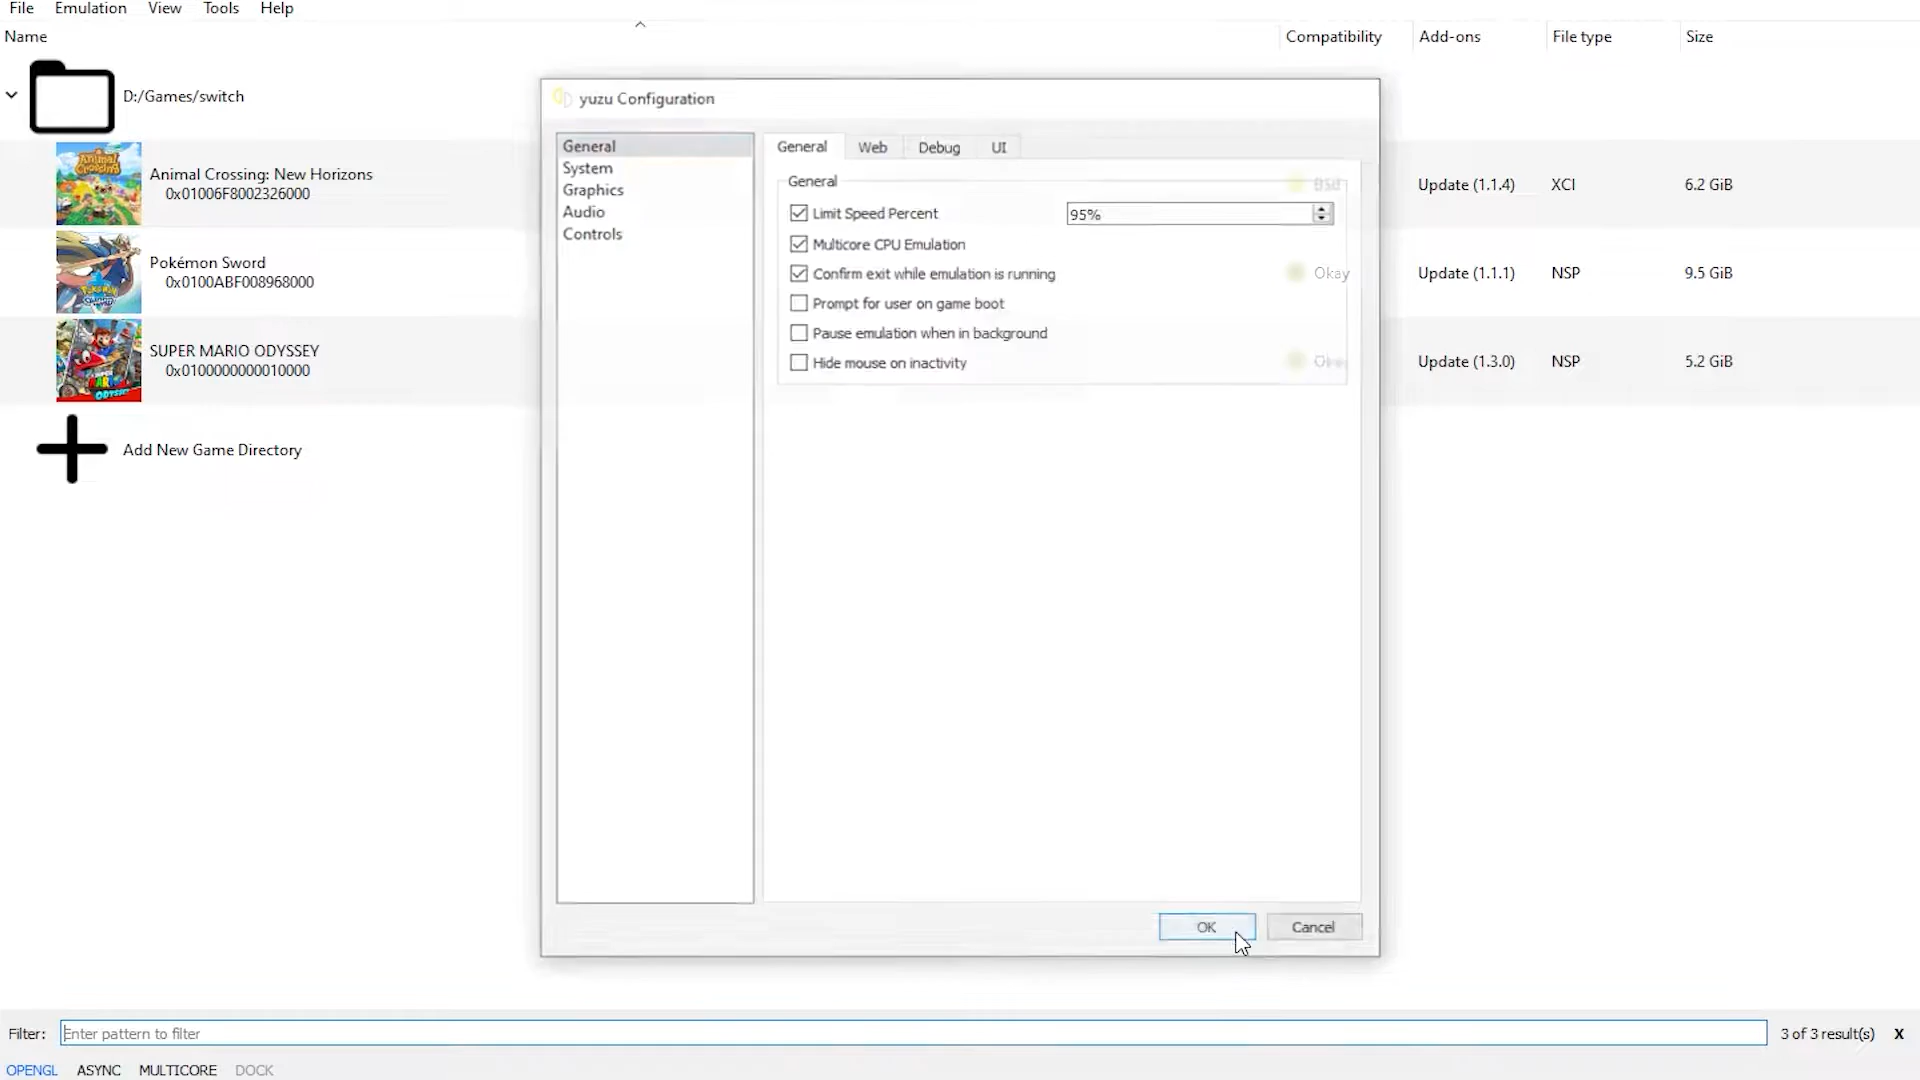 File Emulation View Tools Help
Name Compatibility Add-ons File type Size
D:/Games/switch
Animal Crossing: New Horizons
0x01006F8002326000
Update (1.1.4) XCI 6.2 GiB
Pokémon Sword
0x0100ABF008968000
Update (1.1.1) NSP 9.5 GiB
SUPER MARIO ODYSSEY
0x0100000000010000
Update (1.3.0) NSP 5.2 GiB
Add New Game Directory
yuzu Configuration
General
System
Graphics
Audio
Controls
General Web Debug UI
General
Bad
Limit Speed Percent 95%
Multicore CPU Emulation
Confirm exit while emulation is running
Okay
Prompt for user on game boot
Pause emulation when in background
Hide mouse on inactivity
Okay
OK Cancel
Filter: Enter pattern to filter 3 of 3 result(s) X
OPENGL ASYNC MULTICORE DOCK